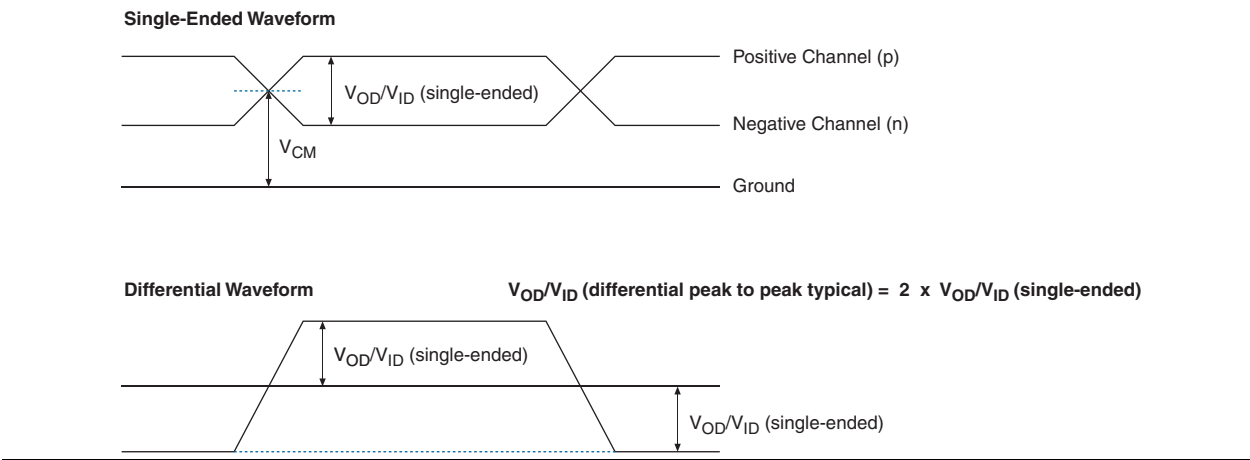 Single-Ended Waveform
Positive Channel (p)
VOD/VID (single-ended)
Negative Channel (n)
VCM
Ground
Differential Waveform
VOD/VID (differential peak to peak typical) = 2 x VOD/VID (single-ended)
VOD/VID (single-ended)
VOD/VID (single-ended)